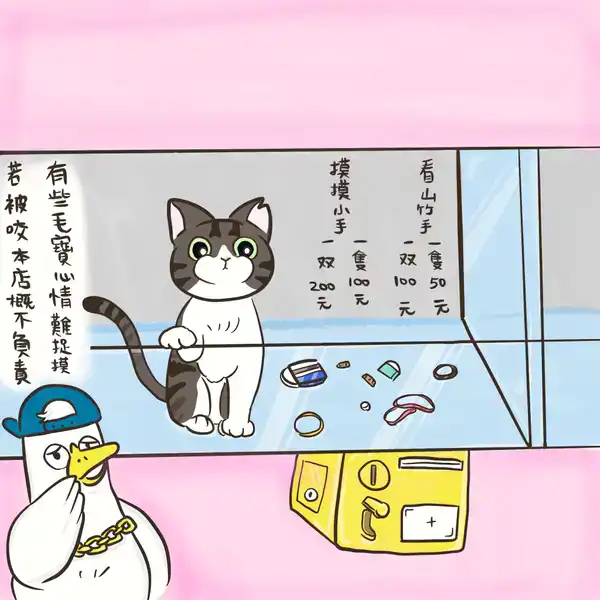 看山竹手
一隻50元
一双100元
摸摸小手
一隻100元
一双200元
有些毛寶心情難捉摸
若被咬本店概不負責